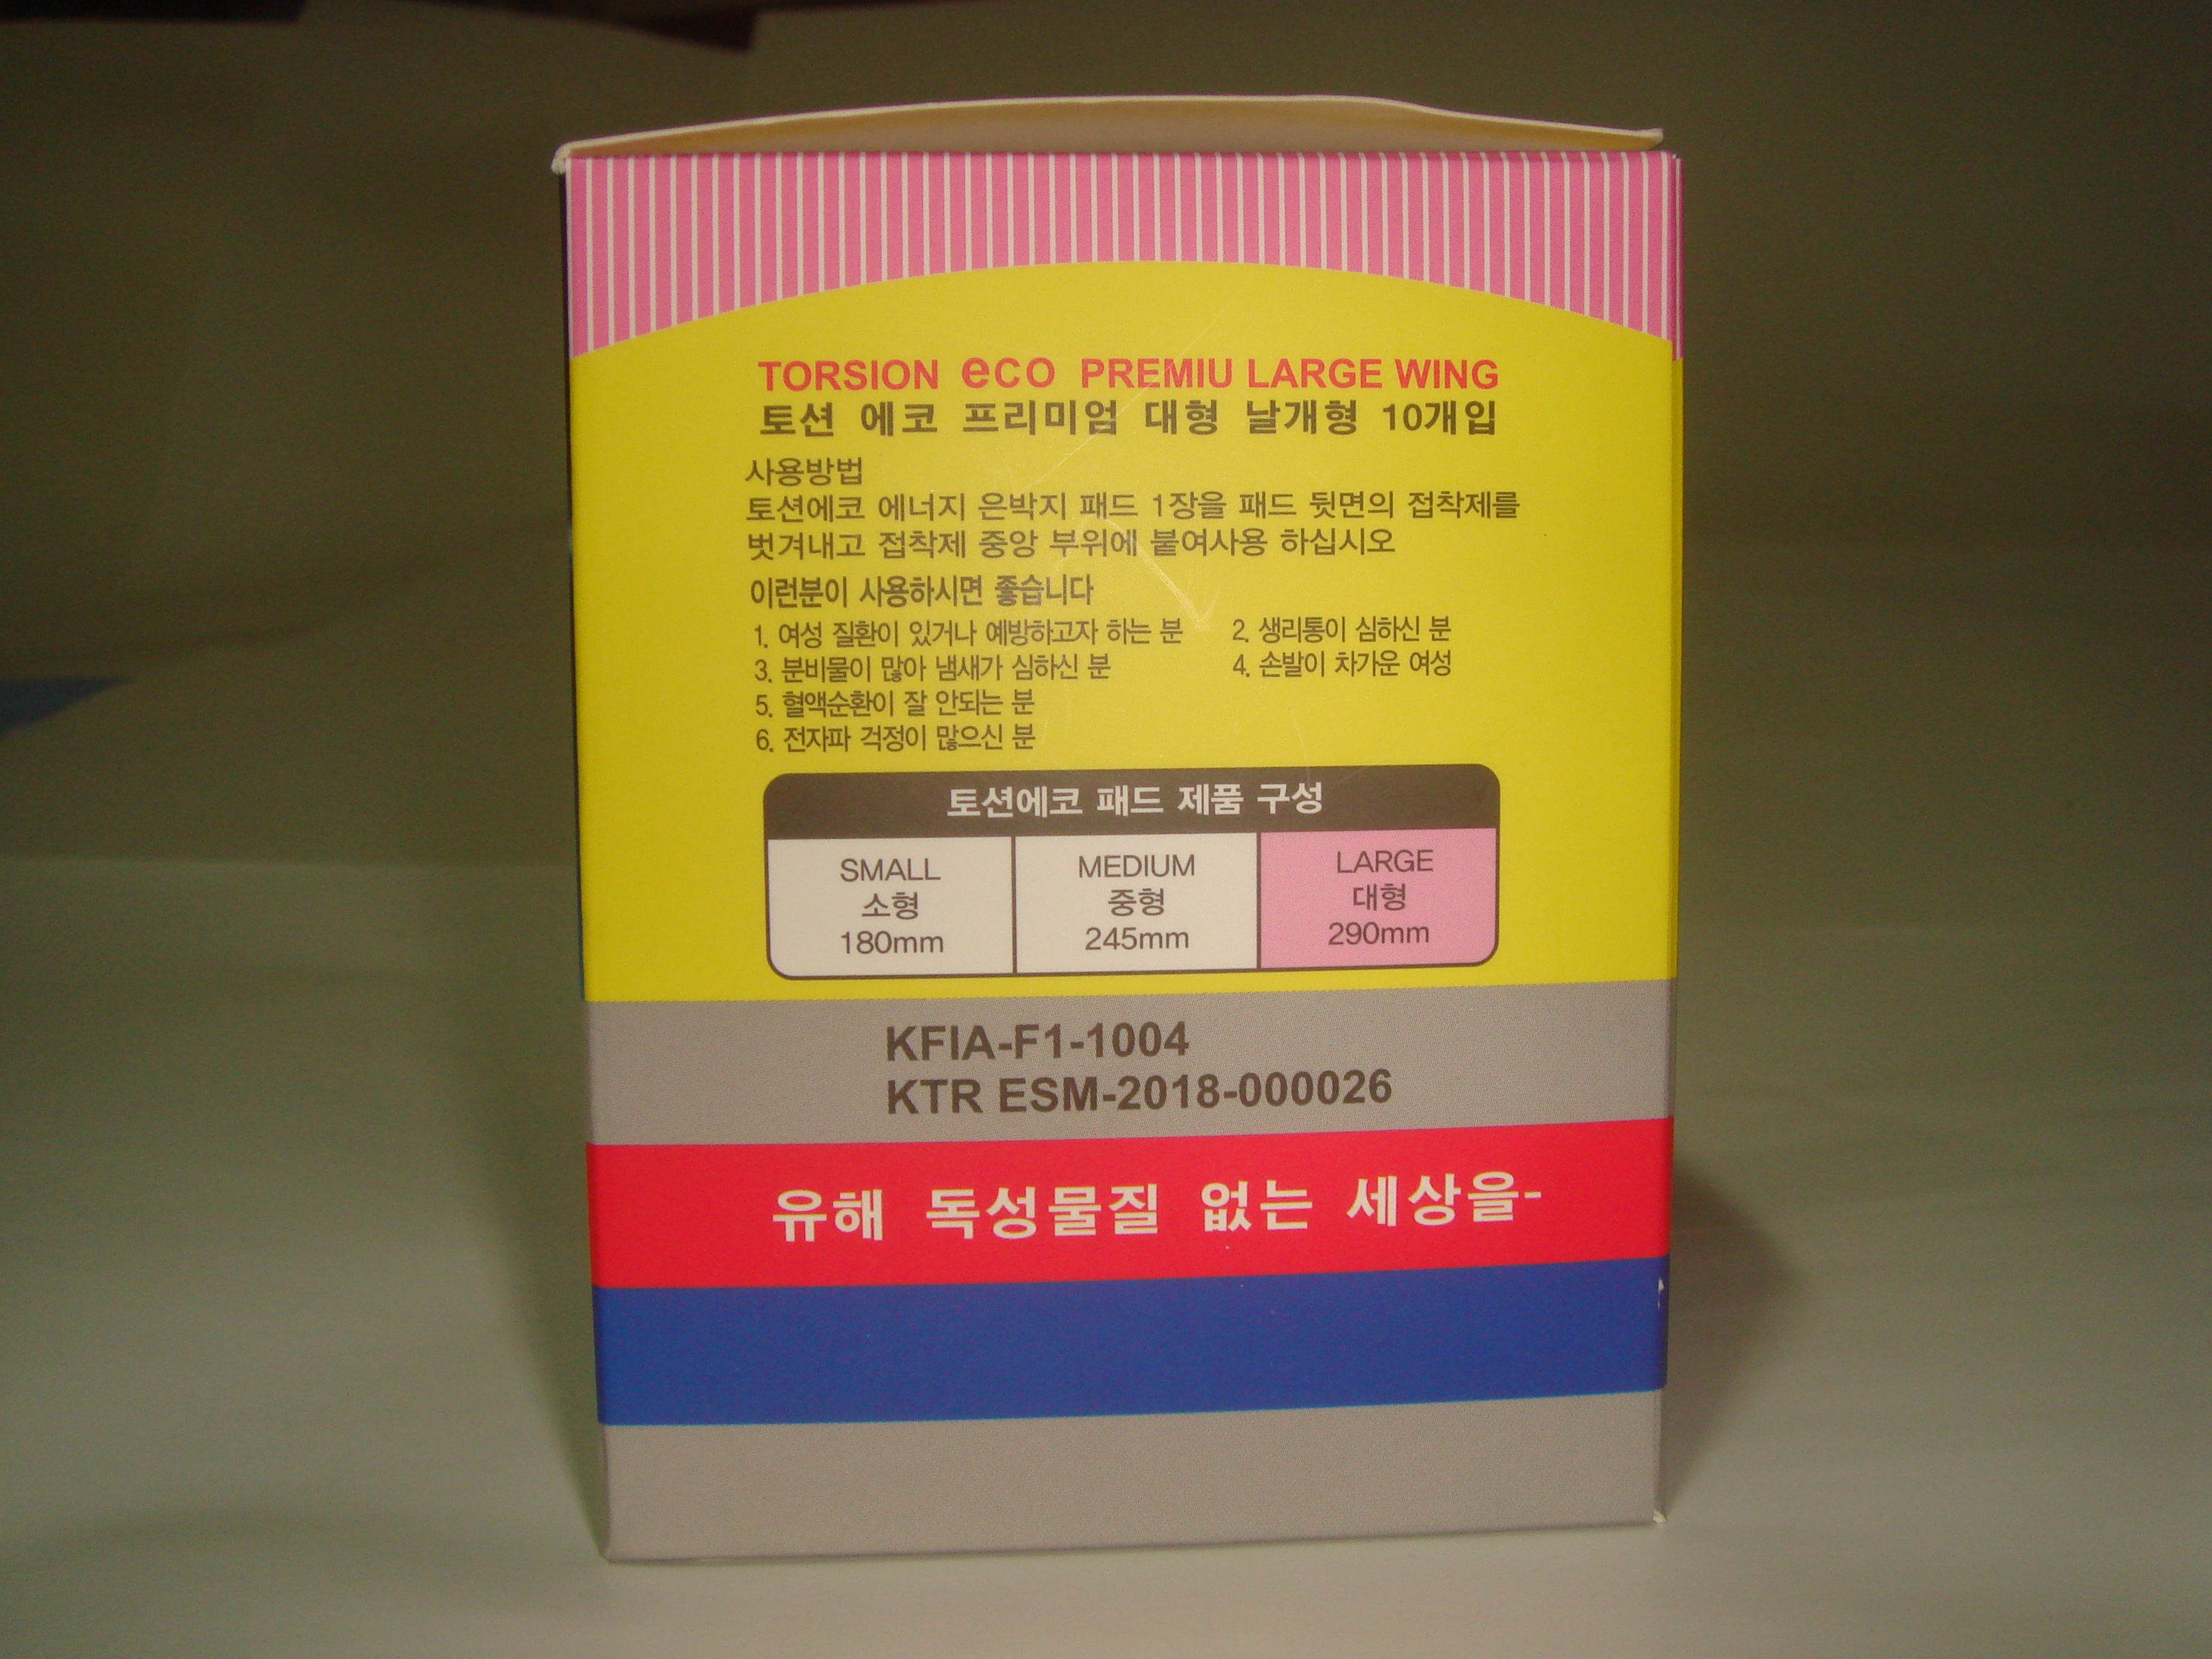 TORSION eco PREMIU LARGE WING
토션 에코 프리미엄 대형 날개형 10개입
사용방법
토션에코 에너지 은박지 패드 1장을 패드 뒷면의 접착제를
벗겨내고 접착제 중앙 부위에 붙여사용 하십시오
이런분이 사용하시면 좋습니다
1. 여성 질환이 있거나 예방하고자 하는 분 2. 생리통이 심하신 분
3. 분비물이 많아 냄새가 심하신 분 4. 손발이 차가운 여성
5. 혈액순환이 잘 안되는 분
6. 전자파 걱정이 많으신 분
토션에코 패드 제품 구성
SMALL MEDIUM LARGE
소형 중형 대형
180mm 245mm 290mm
KFIA-F1-1004
KTR ESM-2018-000026
유해 독성물질 없는 세상을-